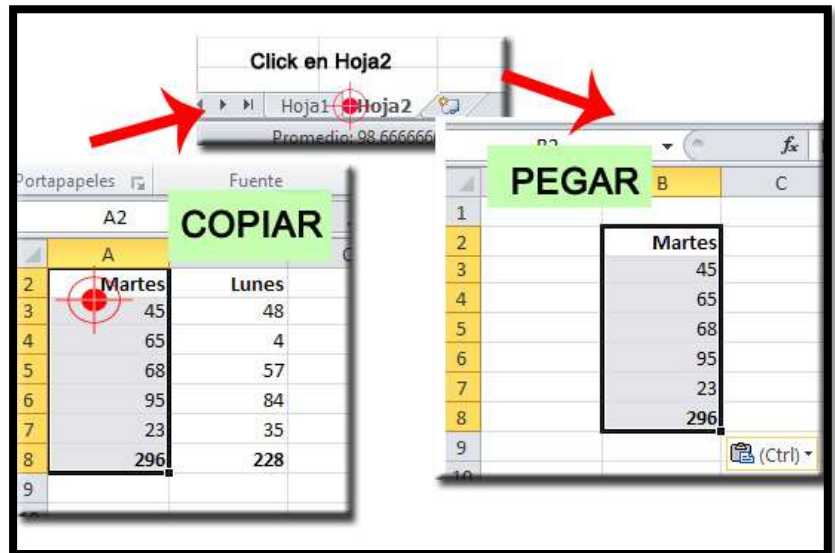 Click en Hoja2
Hoja1 Hoja2
Promedio: 98.666666
Portapapeles Fuente
A2
COPIAR
A
2 Martes Lunes
3 45 48
4 65 4
5 68 57
6 95 84
7 23 35
8 296 228
9
PEGAR
fx
B C
1
2 Martes
3 45
4 65
5 68
6 95
7 23
8 296
9
(Ctrl)
10